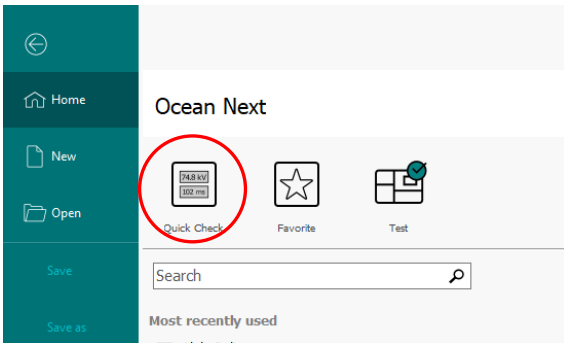 Home
New
Open
Save
Save as
Ocean Next
74,8 kV
102 ms
Quick Check
Favorite
Test
Search
Most recently used